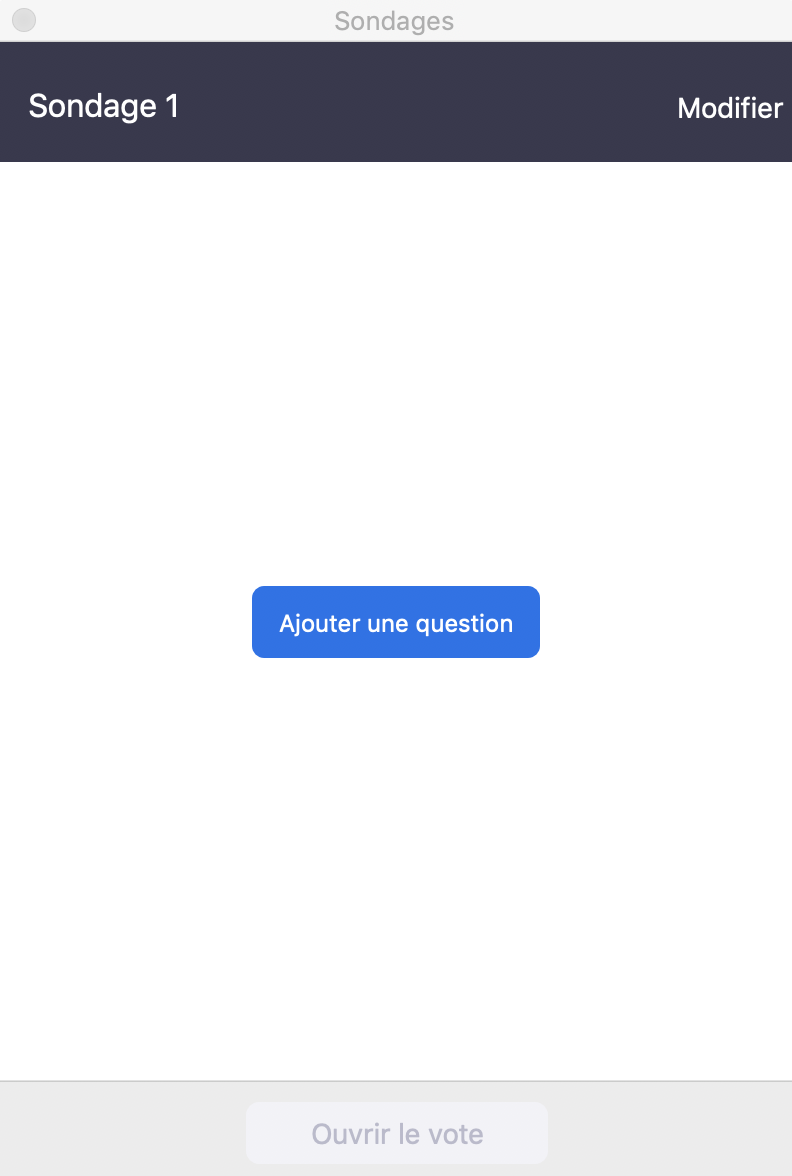 Sondages
Sondage 1
Modifier
Ajouter une question
Ouvrir le vote